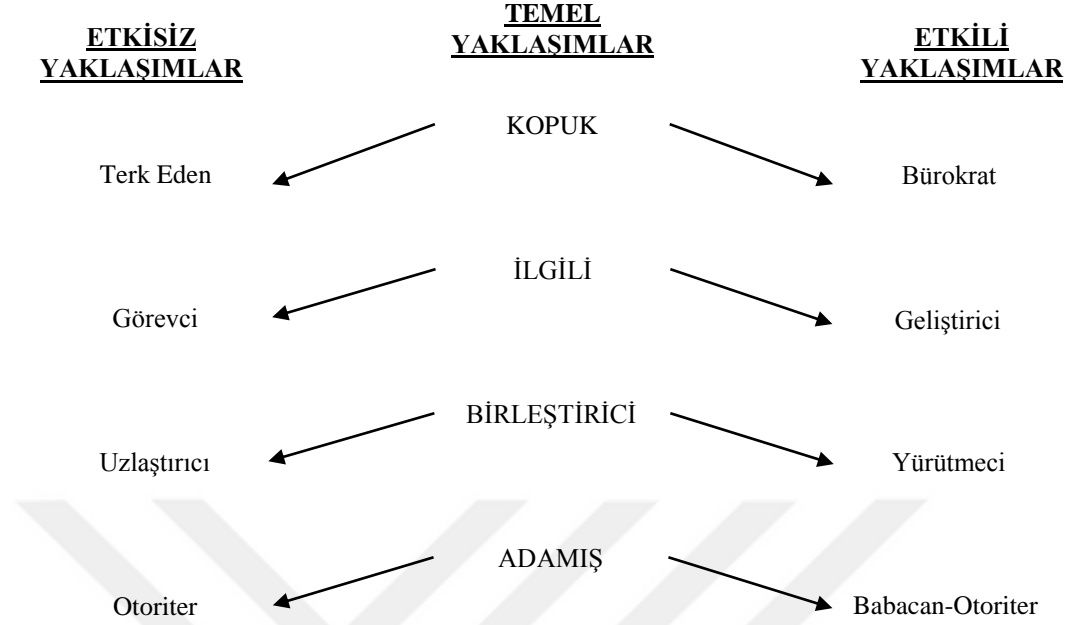 ETKİSİZ
YAKLAŞIMLAR
TEMEL
YAKLAŞIMLAR
ETKİLİ
YAKLAŞIMLAR
KOPUK
Terk Eden
Bürokrat
İLGİLİ
Görevci
Geliştirici
BİRLEŞTİRİCİ
Uzlaştırıcı
Yürütmeci
ADAMIŞ
Otoriter
Babacan-Otoriter